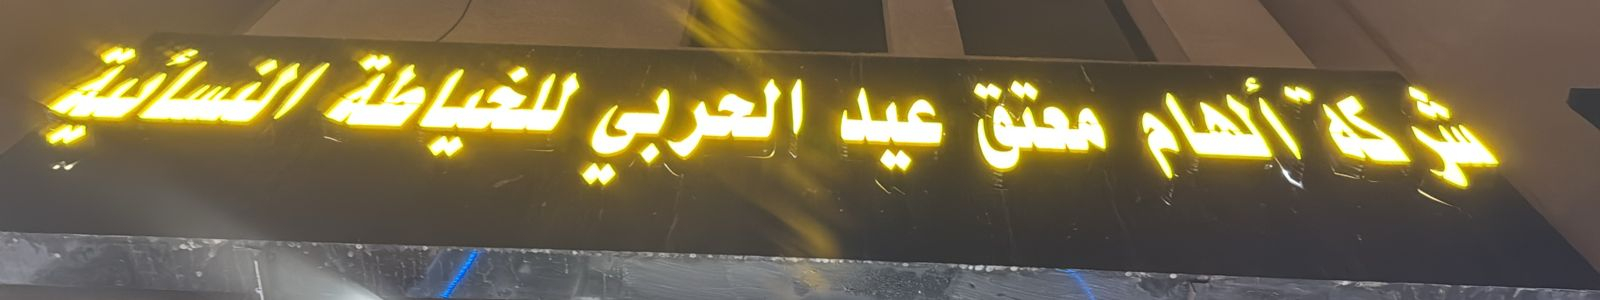 شركة ألهام معتق عيد الحربي للخياطة النسائية